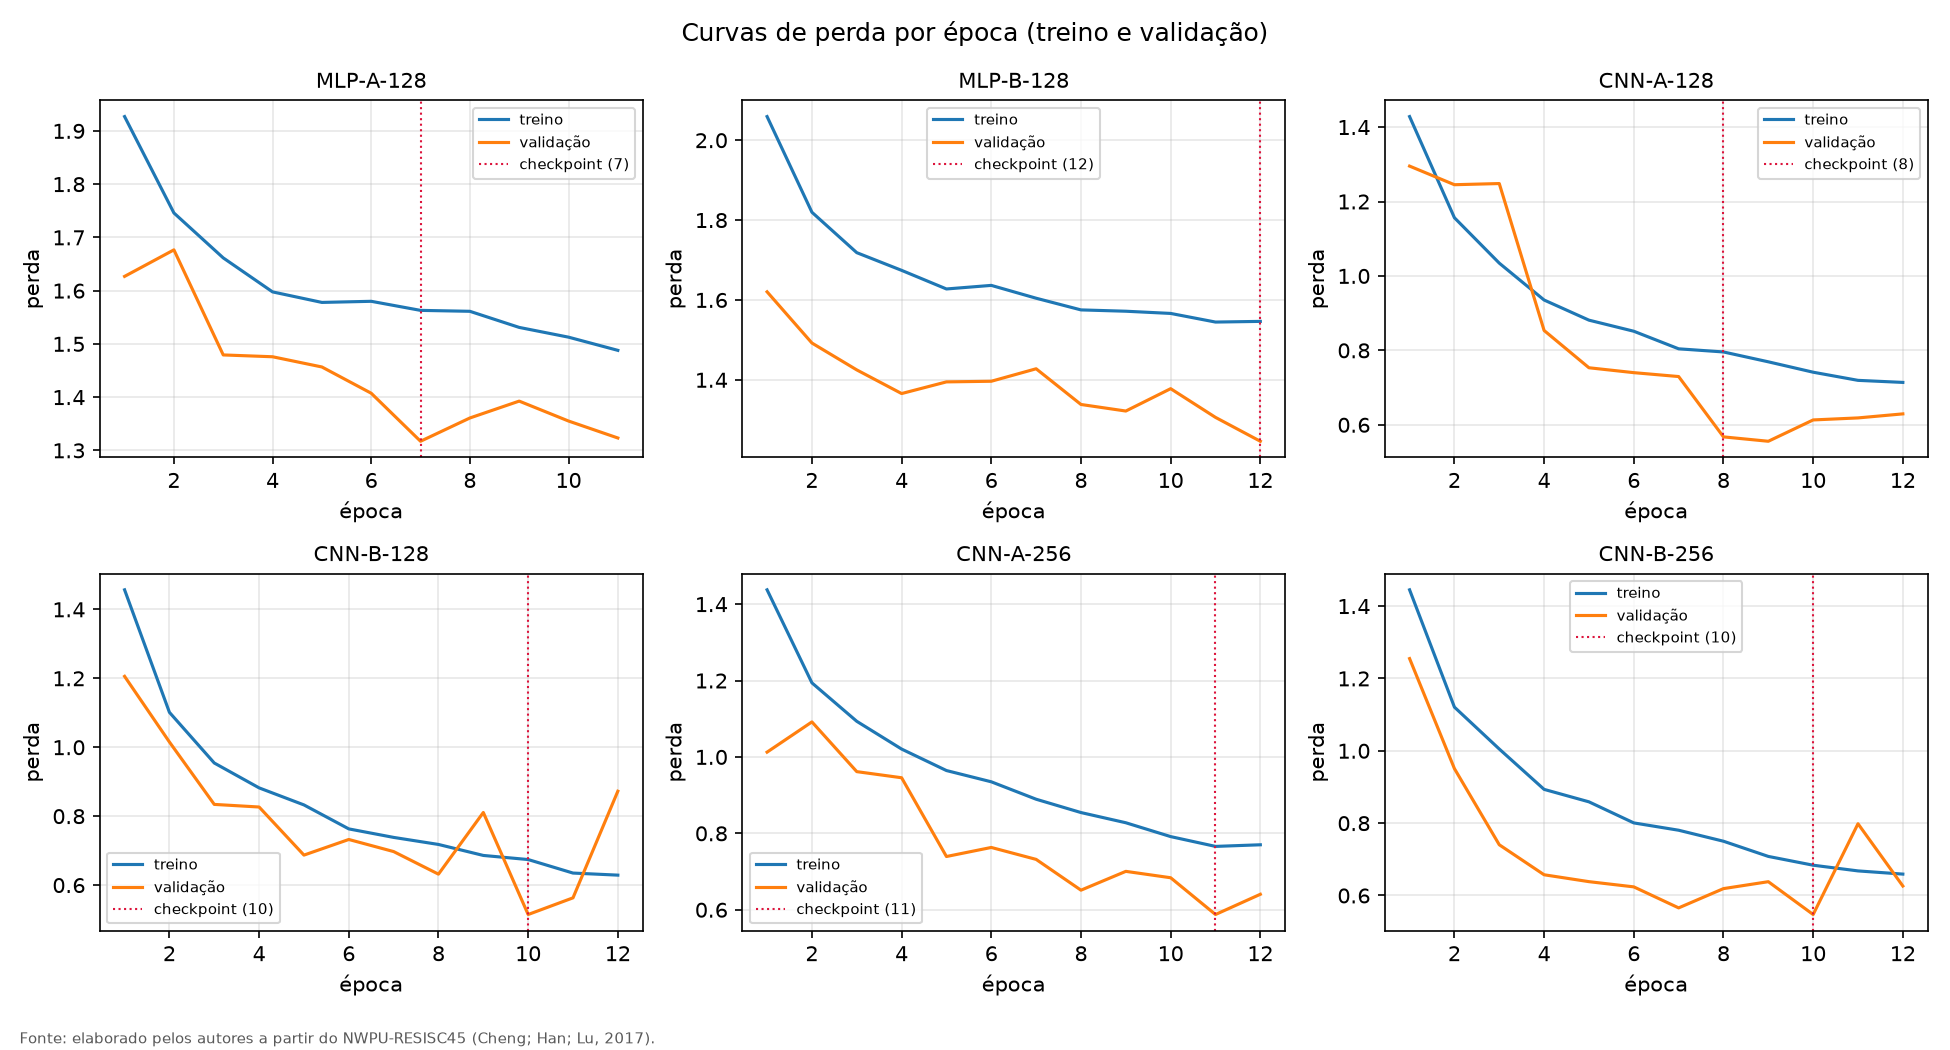 Curvas de perda por época (treino e validação)
MLP-A-128
perda
1.9
1.8
1.7
1.6
1.5
1.4
1.3
treino
validação
checkpoint (7)
2 4 6 8 10
época
MLP-B-128
perda
2.0
1.8
1.6
1.4
treino
validação
checkpoint (12)
2 4 6 8 10 12
época
CNN-A-128
perda
1.4
1.2
1.0
0.8
0.6
treino
validação
checkpoint (8)
2 4 6 8 10 12
época
CNN-B-128
perda
1.4
1.2
1.0
0.8
0.6
treino
validação
checkpoint (10)
2 4 6 8 10 12
época
CNN-A-256
perda
1.4
1.2
1.0
0.8
0.6
treino
validação
checkpoint (11)
2 4 6 8 10 12
época
CNN-B-256
perda
1.4
1.2
1.0
0.8
0.6
treino
validação
checkpoint (10)
2 4 6 8 10 12
época
Fonte: elaborado pelos autores a partir do NWPU-RESISC45 (Cheng; Han; Lu, 2017).